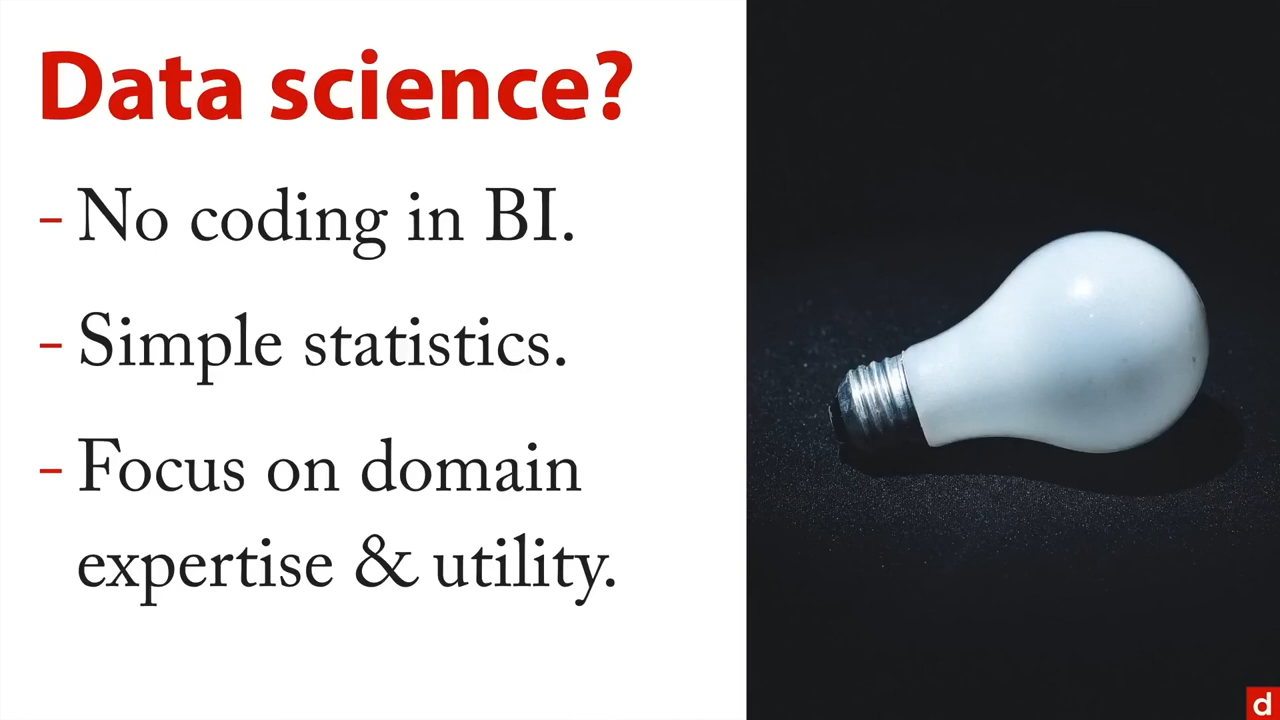 Data science?
- No coding in BI.
- Simple statistics.
- Focus on domain
expertise & utility.
d